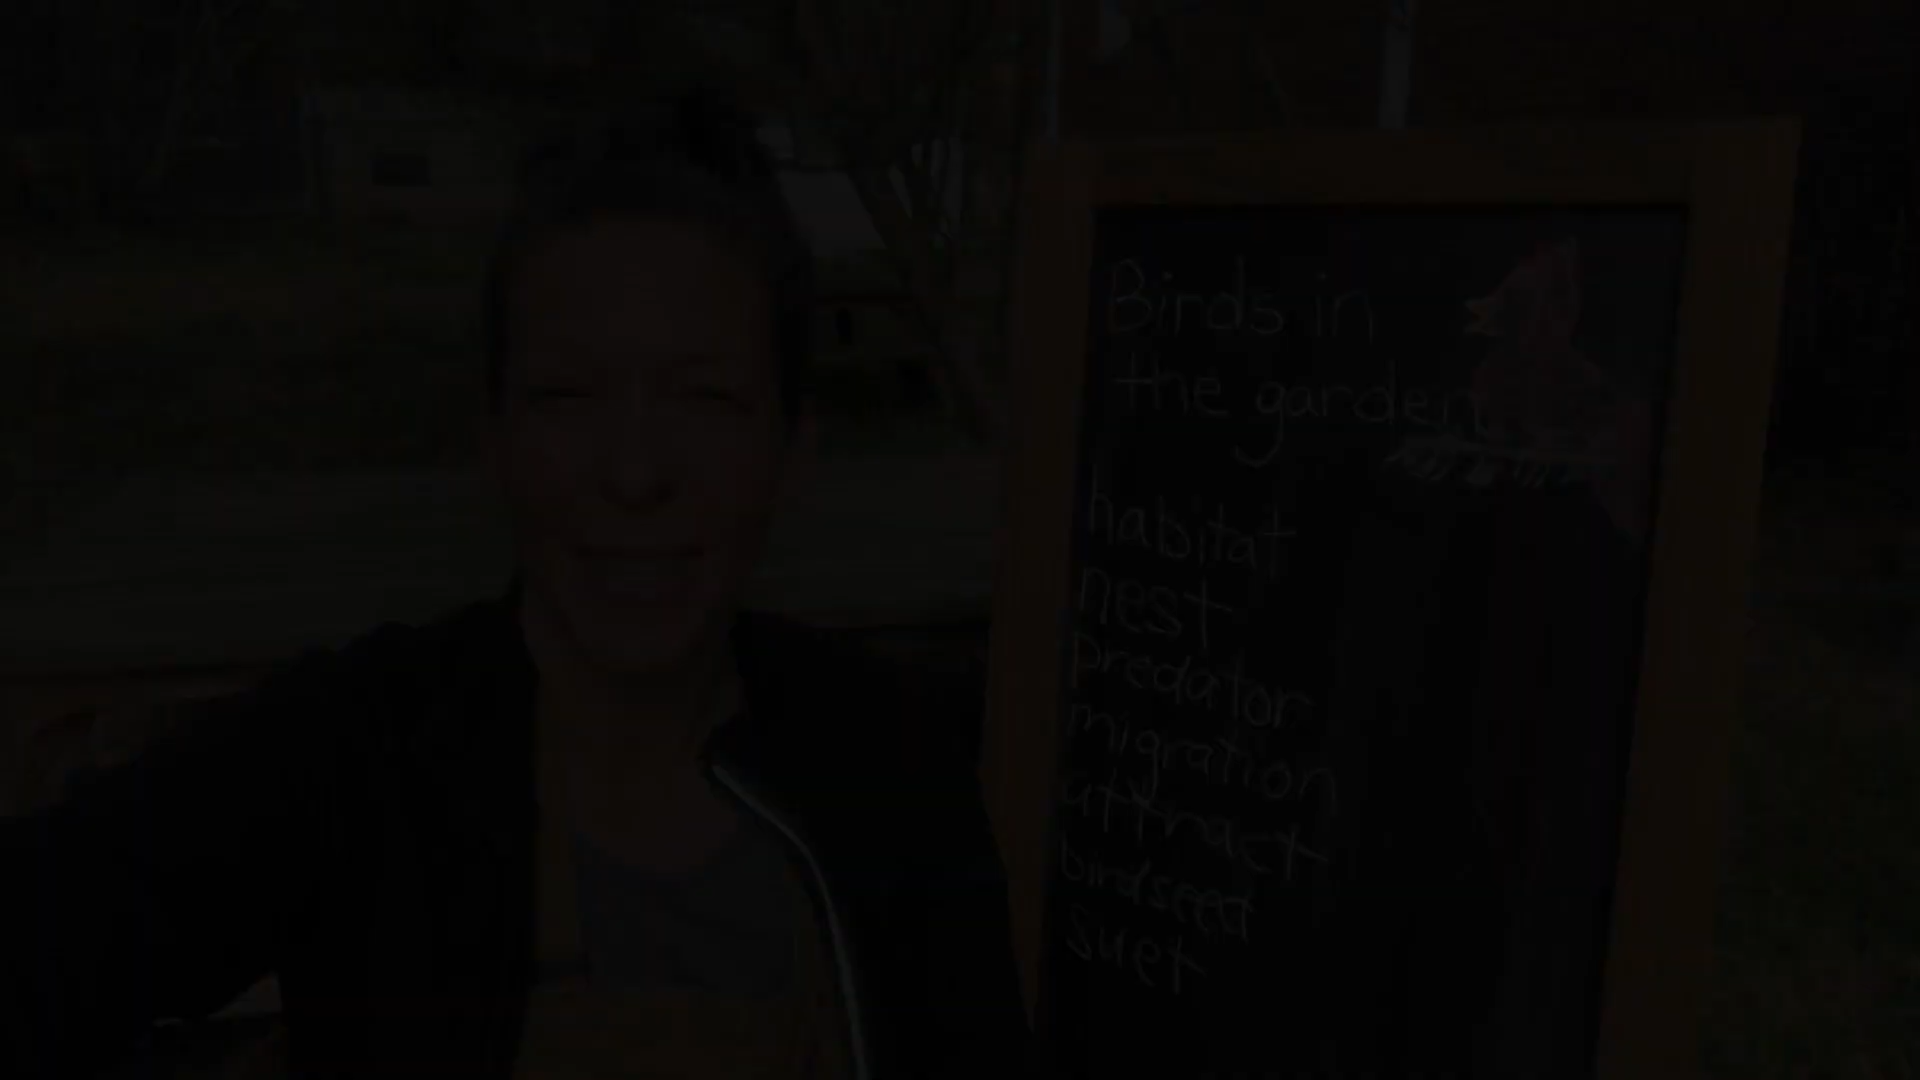 Birds in
the garden
habitat
nest
predator
migration
attract
birdseed
suet